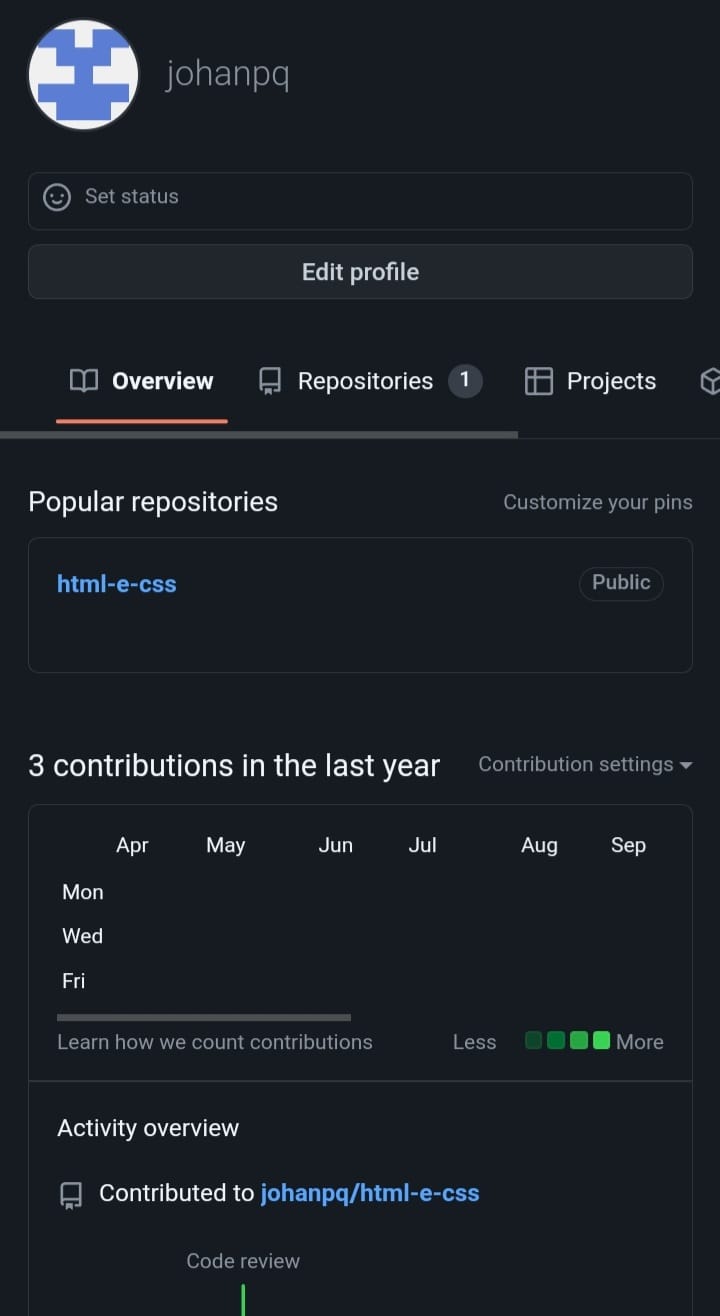 johanpq
Set status
Edit profile
Overview Repositories 1 Projects
Popular repositories Customize your pins
html-e-css Public
3 contributions in the last year Contribution settings
Apr May Jun Jul Aug Sep
Mon
Wed
Fri
Learn how we count contributions Less More
Activity overview
Contributed to johanpq/html-e-css
Code review